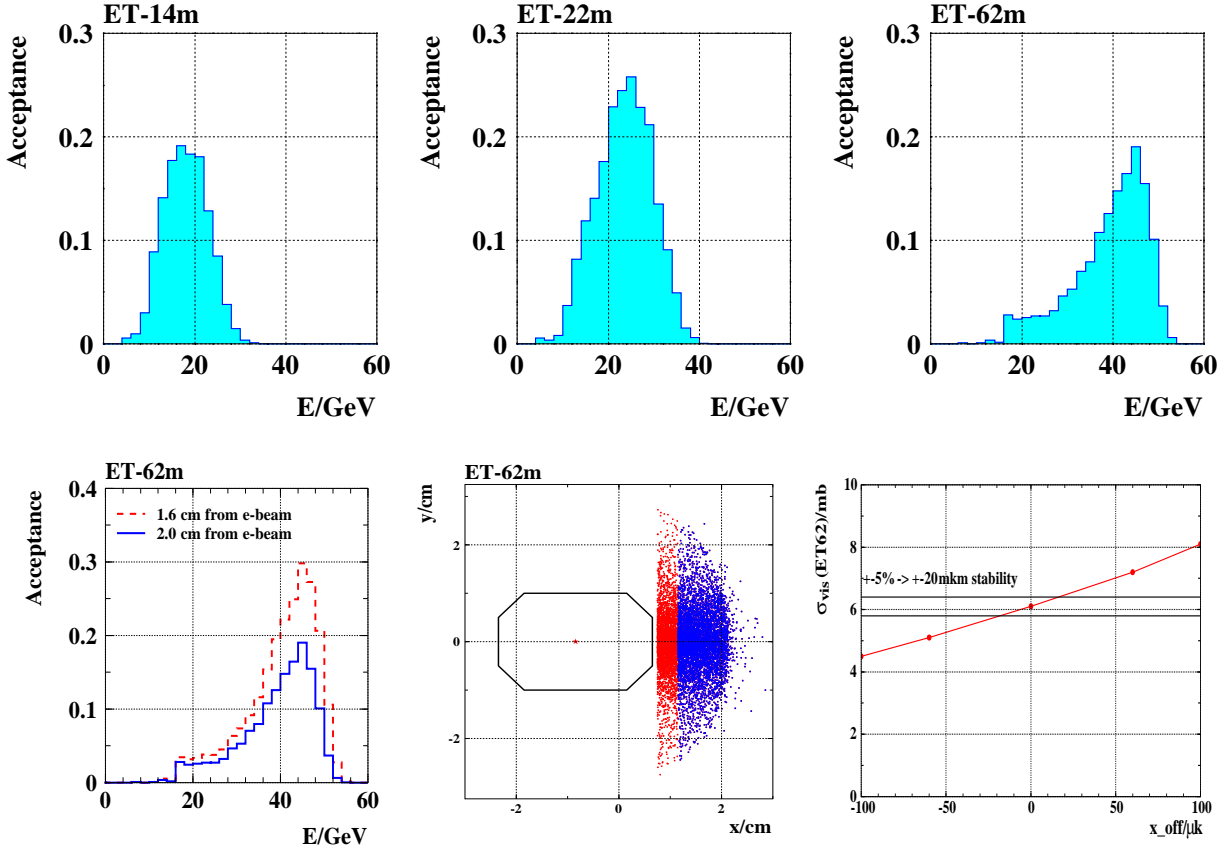 ET-14m
Acceptance
0.3
0.2
0.1
0
0 20 40 60
E/GeV
ET-22m
Acceptance
0.3
0.2
0.1
0
0 20 40 60
E/GeV
ET-62m
Acceptance
0.3
0.2
0.1
0
0 20 40 60
E/GeV
ET-62m
Acceptance
0.4
0.3
0.2
0.1
0
1.6 cm from e-beam
2.0 cm from e-beam
0 20 40 60
E/GeV
ET-62m
y/cm
2
0
-2
-2 0 2
x/cm
σvis (ET62)/mb
10
8
6
4
2
0
+-5% -> +-20mkm stability
-100 -50 0 50 100
x_off/μk